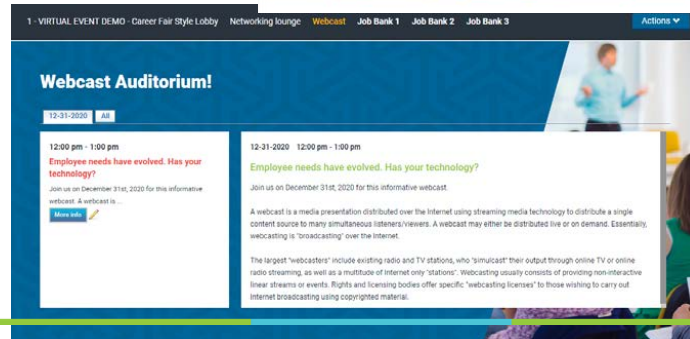 1 - VIRTUAL EVENT DEMO - Career Fair Style Lobby Networking lounge Webcast Job Bank 1 Job Bank 2 Job Bank 3 Actions
Webcast Auditorium!
12-31-2020 All
12:00 pm - 1:00 pm
Employee needs have evolved. Has your
technology?
Join us on December 31st, 2020 for this informative
webcast. A webcast is ...
More info
12-31-2020 12:00 pm - 1:00 pm
Employee needs have evolved. Has your technology?
Join us on December 31st, 2020 for this informative webcast.
A webcast is a media presentation distributed over the Internet using streaming media technology to distribute a single
content source to many simultaneous listeners/viewers. A webcast may either be distributed live or on demand. Essentially,
webcasting is "broadcasting" over the Internet.
The largest "webcasters" include existing radio and TV stations, who "simulcast" their output through online TV or online
radio streaming, as well as a multitude of Internet only "stations". Webcasting usually consists of providing non-interactive
linear streams or events. Rights and licensing bodies offer specific "webcasting licenses" to those wishing to carry out
Internet broadcasting using copyrighted material.